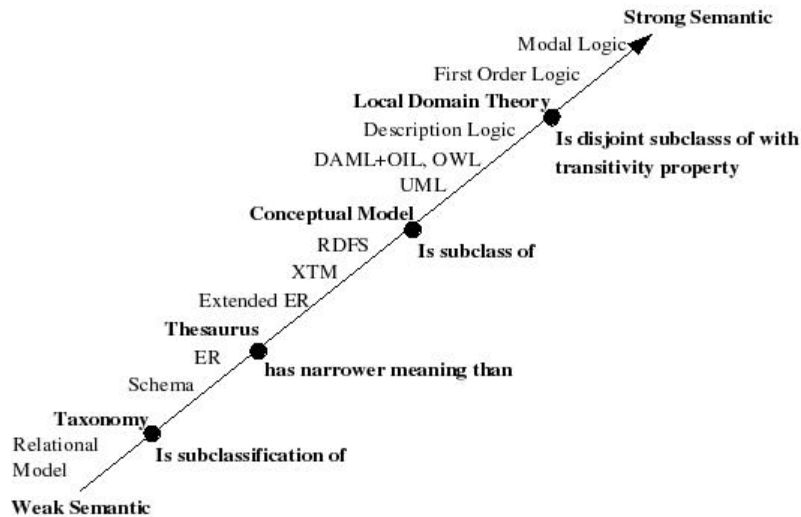 Strong Semantic
Modal Logic
First Order Logic
Local Domain Theory
Description Logic
Is disjoint subclasss of with
transitivity property
DAML+OIL, OWL
UML
Conceptual Model
RDFS
Is subclass of
XTM
Extended ER
Thesaurus
ER
has narrower meaning than
Schema
Taxonomy
Relational
Model
Is subclassification of
Weak Semantic